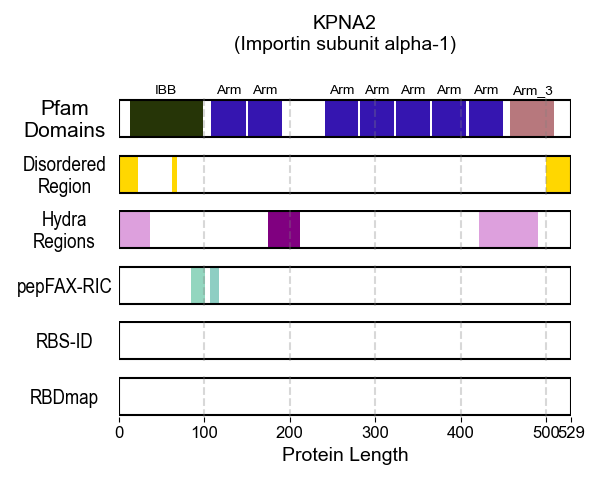 KPNA2
(Importin subunit alpha-1)
IBB Arm Arm Arm Arm Arm Arm Arm Arm_3
Pfam
Domains
Disordered
Region
Hydra
Regions
pepFAX-RIC
RBS-ID
RBDmap
0 100 200 300 400 500 529
Protein Length